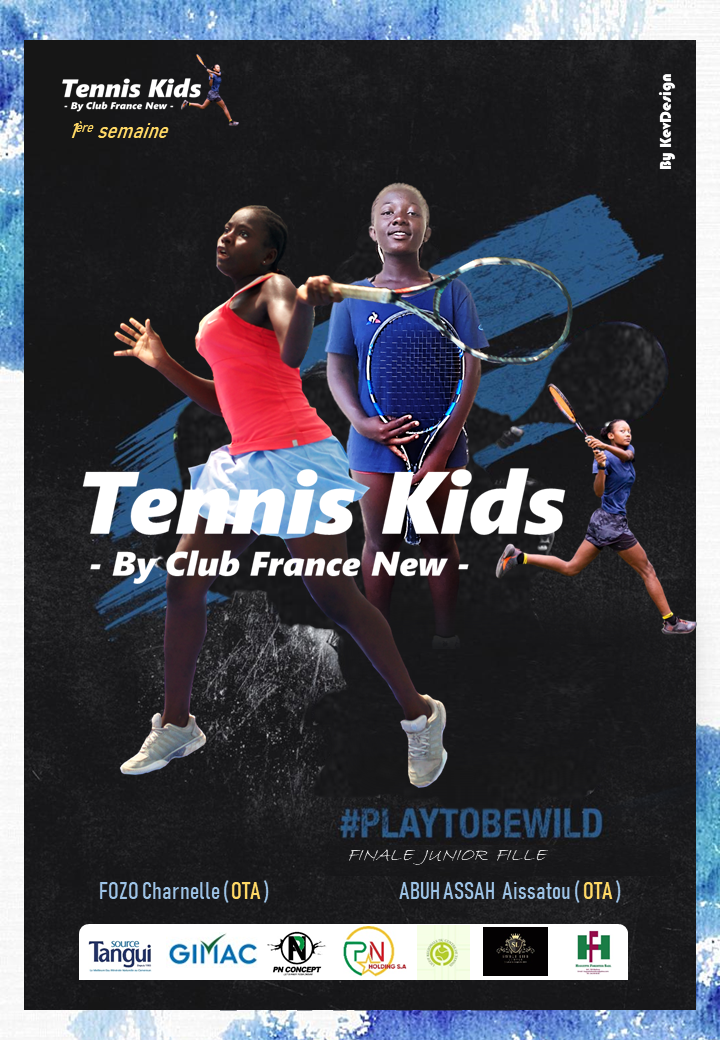 Tennis Kids
- By Club France New -
1ère semaine
By KevDesign
Tennis Kids
- By Club France New -
#PLAYTOBEWILD
FINALE JUNIOR FILLE
FOZO Charnelle ( OTA )
ABUH ASSAH Aissatou ( OTA )
source
Tangui
GIMAC
PN CONCEPT
PN
HOLDING S.A